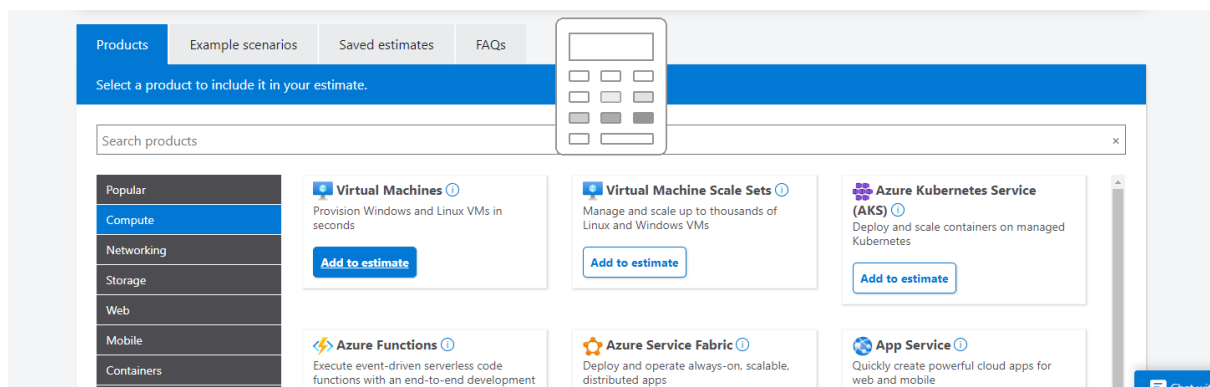 Products
Example scenarios
Saved estimates
FAQs
Select a product to include it in your estimate.
Search products
×
Popular
Compute
Networking
Storage
Web
Mobile
Containers
Virtual Machines
Provision Windows and Linux VMs in
seconds
Add to estimate
Virtual Machine Scale Sets
Manage and scale up to thousands of
Linux and Windows VMs
Add to estimate
Azure Kubernetes Service
(AKS)
Deploy and scale containers on managed
Kubernetes
Add to estimate
Azure Functions
Execute event-driven serverless code
functions with an end-to-end development
Azure Service Fabric
Deploy and operate always-on, scalable,
distributed apps
App Service
Quickly create powerful cloud apps for
web and mobile